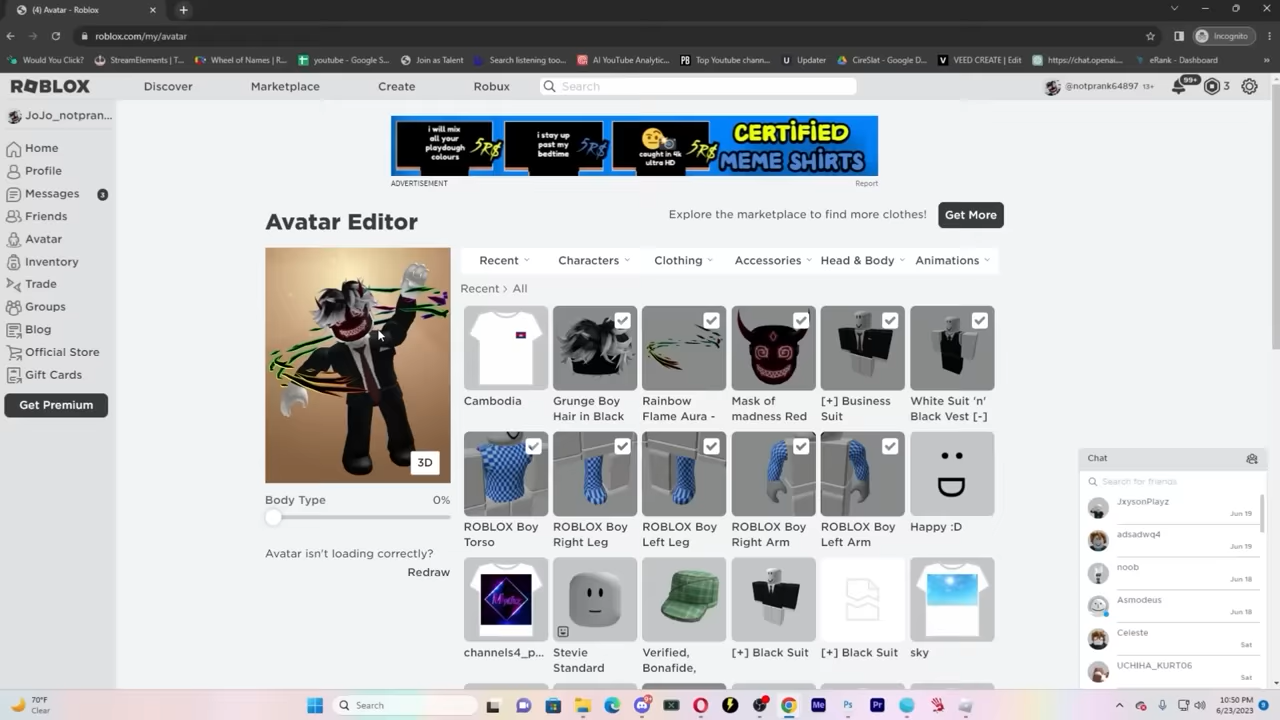 (4) Avatar - Roblox
roblox.com/my/avatar
Incognito
Would You Click?
StreamElements | T...
Wheel of Names | R...
youtube - Google S...
Join as Talent
Search listing too...
AI YouTube Analytic...
Top Youtube chann...
Updater
CireSlat - Google D...
VEED CREATE | Edit
https://chat.openai...
eRank - Dashboard
ROBLOX
Discover
Marketplace
Create
Robux
Search
@notprank64897 13+
99+
3
JoJo_notpran...
Home
Profile
Messages
3
Friends
Avatar
Inventory
Trade
Groups
Blog
Official Store
Gift Cards
Get Premium
i will mix
all your
playdough
colours
5R$
i stay up
past my
bedtime
5R$
caught in 4k
ultra HD
5R$
CERTIFIED
MEME SHIRTS
ADVERTISEMENT
Report
Avatar Editor
Explore the marketplace to find more clothes!
Get More
3D
Body Type
0%
Avatar isn't loading correctly?
Redraw
Recent
Characters
Clothing
Accessories
Head & Body
Animations
Recent > All
Cambodia
Grunge Boy
Hair in Black
Rainbow
Flame Aura -
Mask of
madness Red
[+] Business
Suit
White Suit 'n'
Black Vest [-]
ROBLOX Boy
Torso
ROBLOX Boy
Right Leg
ROBLOX Boy
Left Leg
ROBLOX Boy
Right Arm
ROBLOX Boy
Left Arm
Happy :D
channels4_p...
Stevie
Standard
Verified,
Bonafide,
[+] Black Suit
[+] Black Suit
sky
Chat
Search for friends
JxysonPlayz
Jun 19
adsadwq4
Jun 19
noob
Jun 18
Asmodeus
Jun 18
Celeste
Sat
UCHIHA_KURT06
Sat
70°F
Clear
Search
10:50 PM
6/23/2023